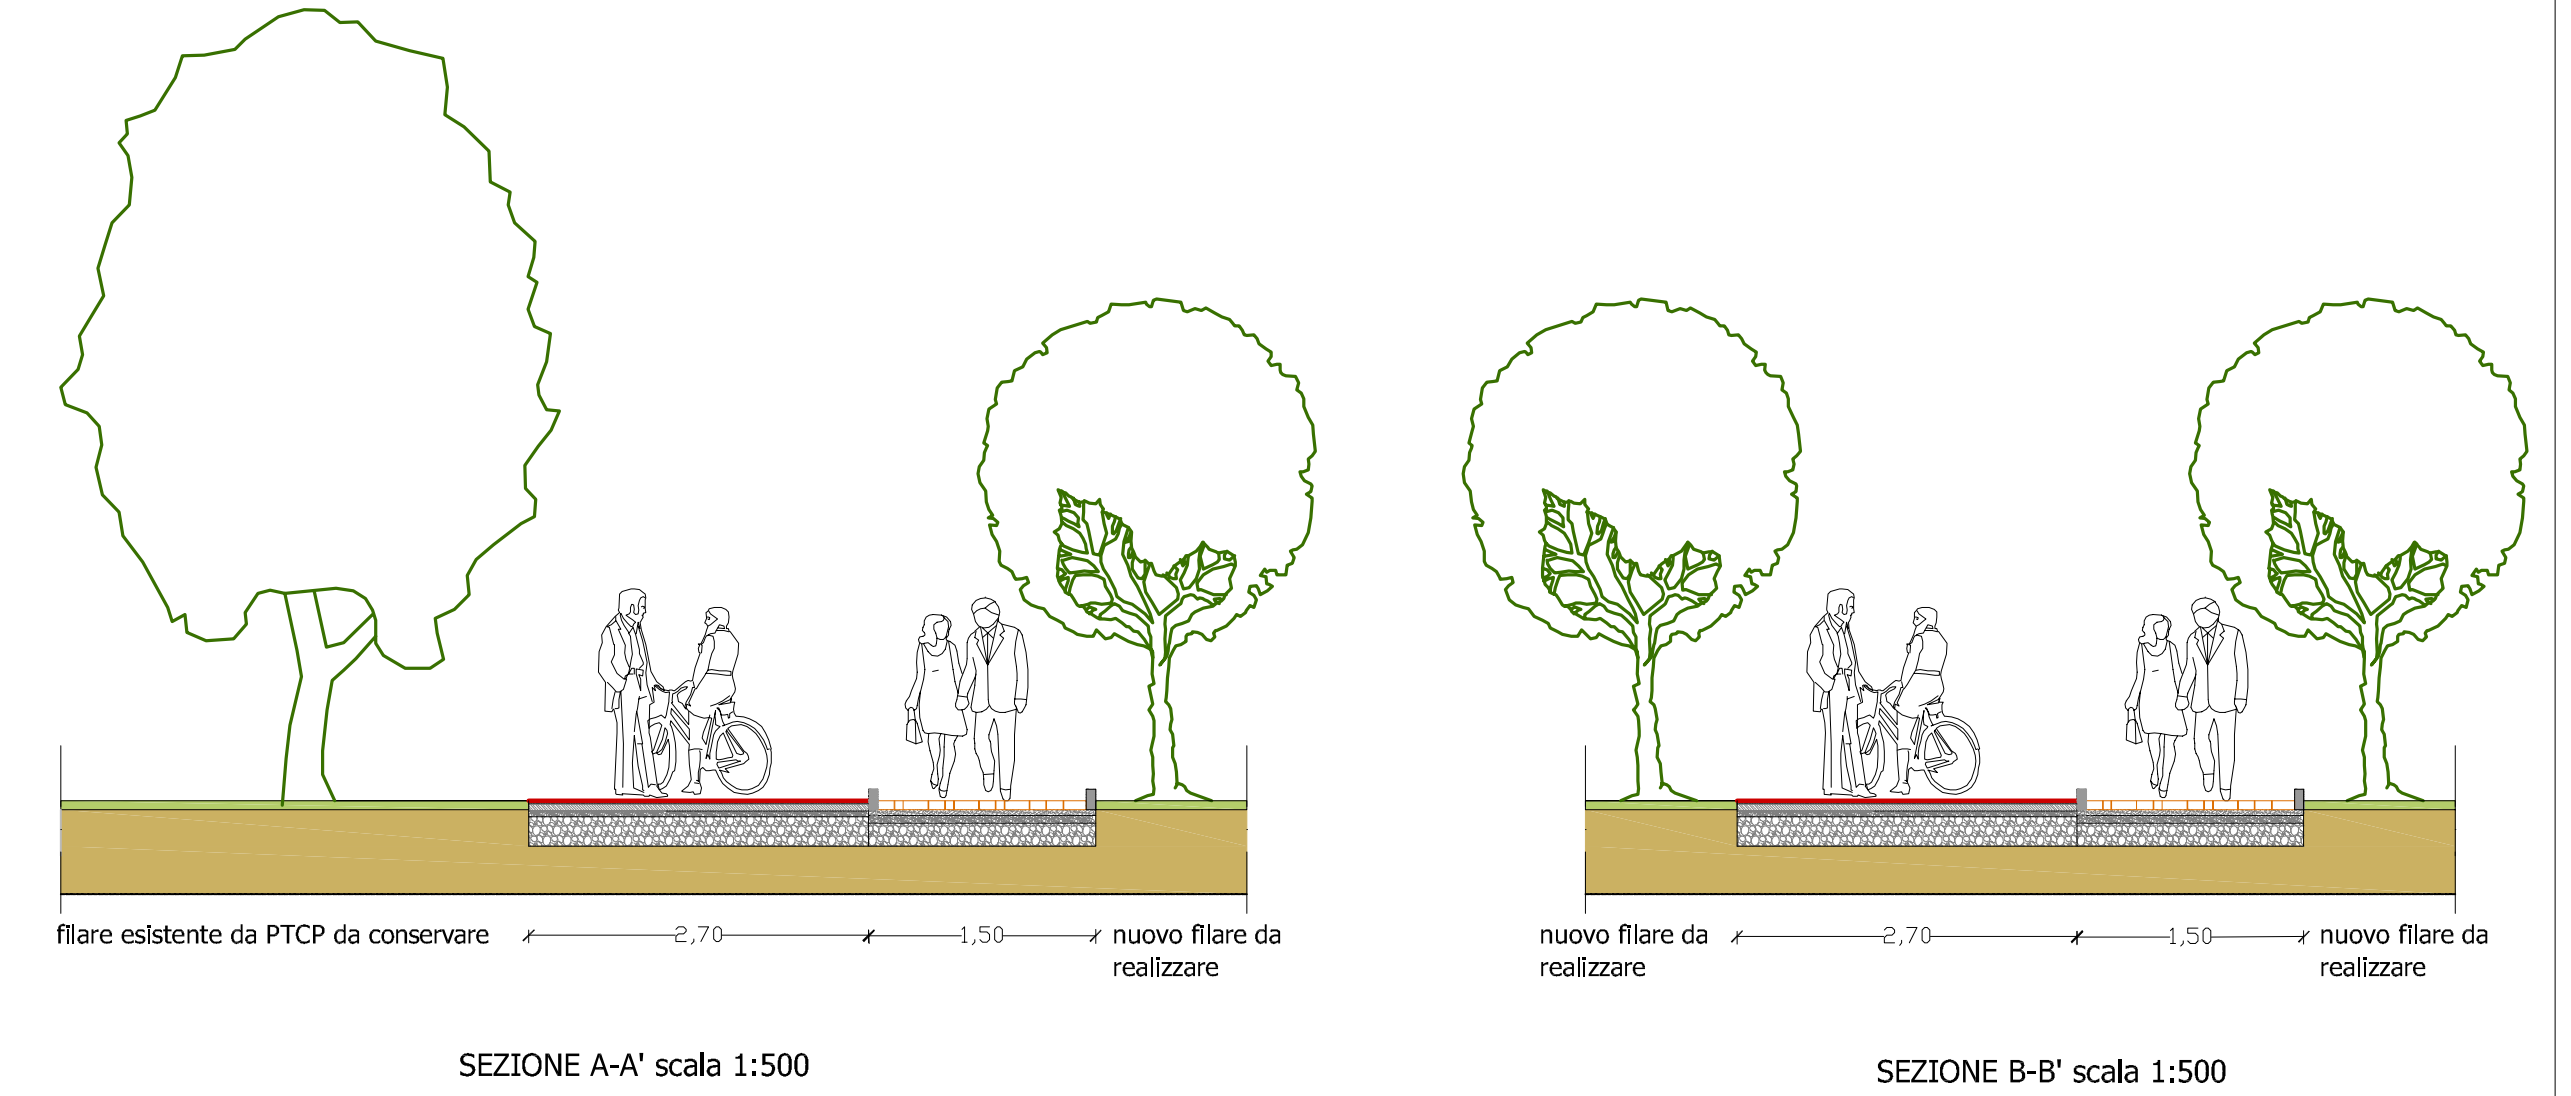 filare esistente da PTCP da conservare
2,70
1,50
nuovo filare da
realizzare
SEZIONE A-A' scala 1:500
nuovo filare da
realizzare
2,70
1,50
nuovo filare da
realizzare
SEZIONE B-B' scala 1:500